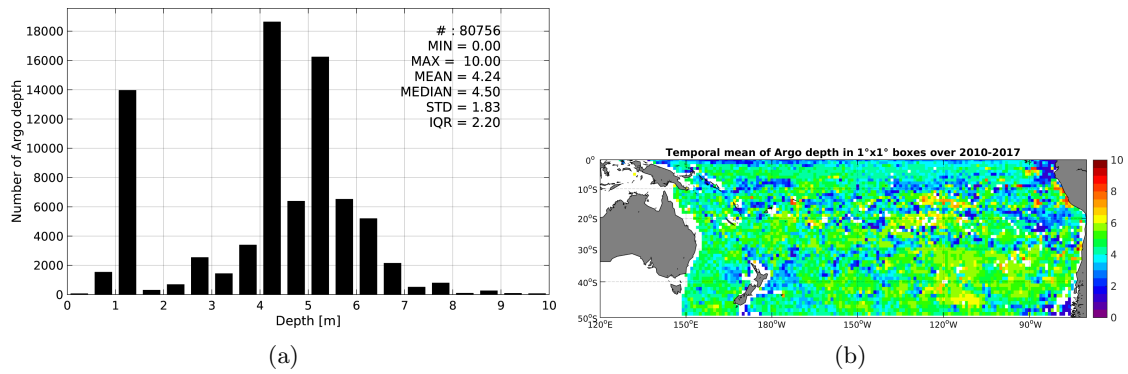 18000
16000
14000
12000
10000
8000
6000
4000
2000
0
Number of Argo depth
# : 80756
MIN = 0.00
MAX = 10.00
MEAN = 4.24
MEDIAN = 4.50
STD = 1.83
IQR = 2.20
0 1 2 3 4 5 6 7 8 9 10
Depth [m]
(a)
Temporal mean of Argo depth in 1°x1° boxes over 2010-2017
0°
10°S
20°S
30°S
40°S
50°S
120°E 150°E 180°W 150°W 120°W 90°W
10
8
6
4
2
0
(b)